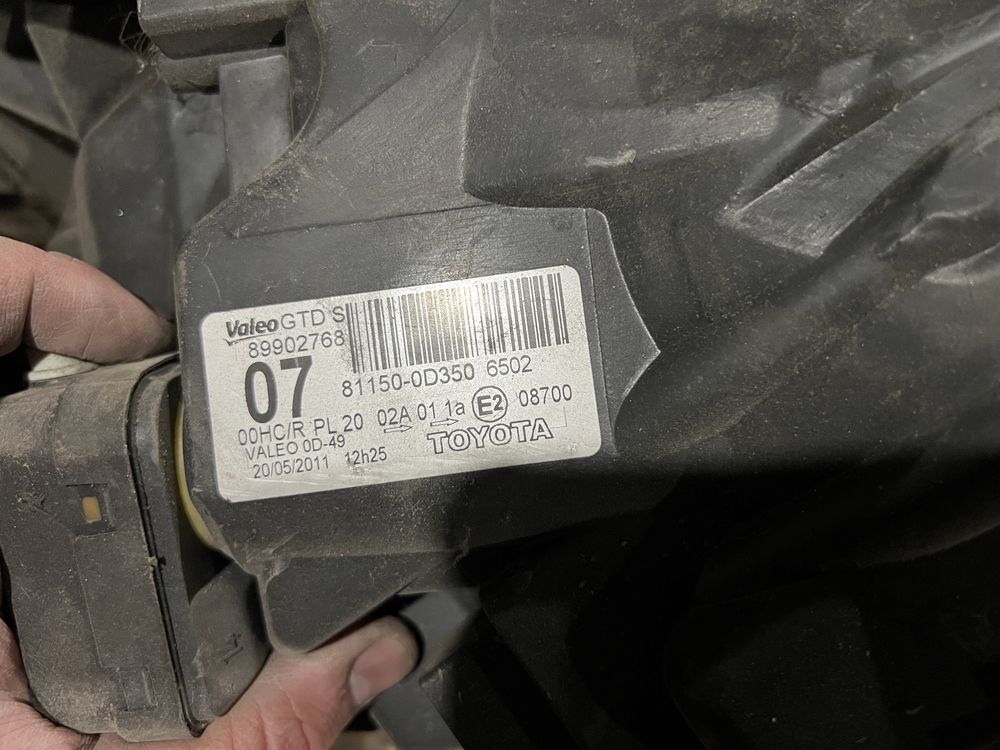 Valeo GTD S
89902768
07
81150-0D350 6502
00HC/R PL 20 02A 01 1a E2 08700
VALEO 0D-49
TOYOTA
20/05/2011 12h25